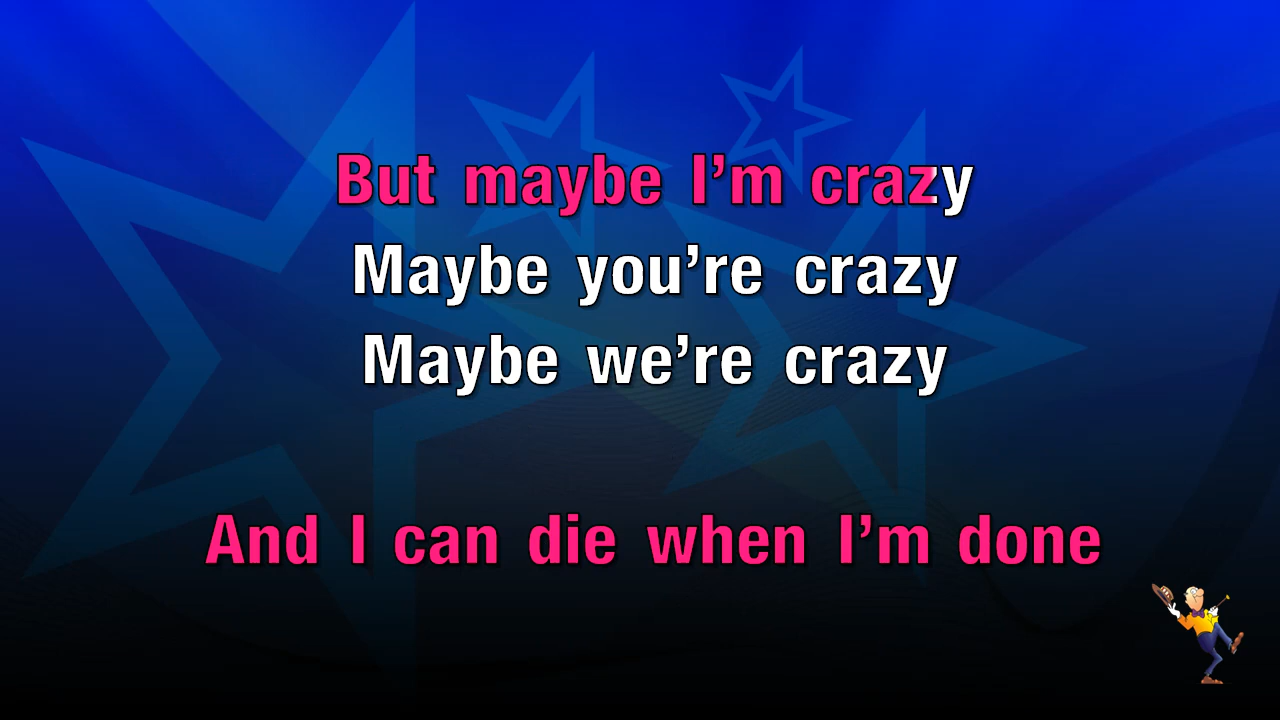 But maybe I’m crazy
Maybe you’re crazy
Maybe we’re crazy
And I can die when I’m done